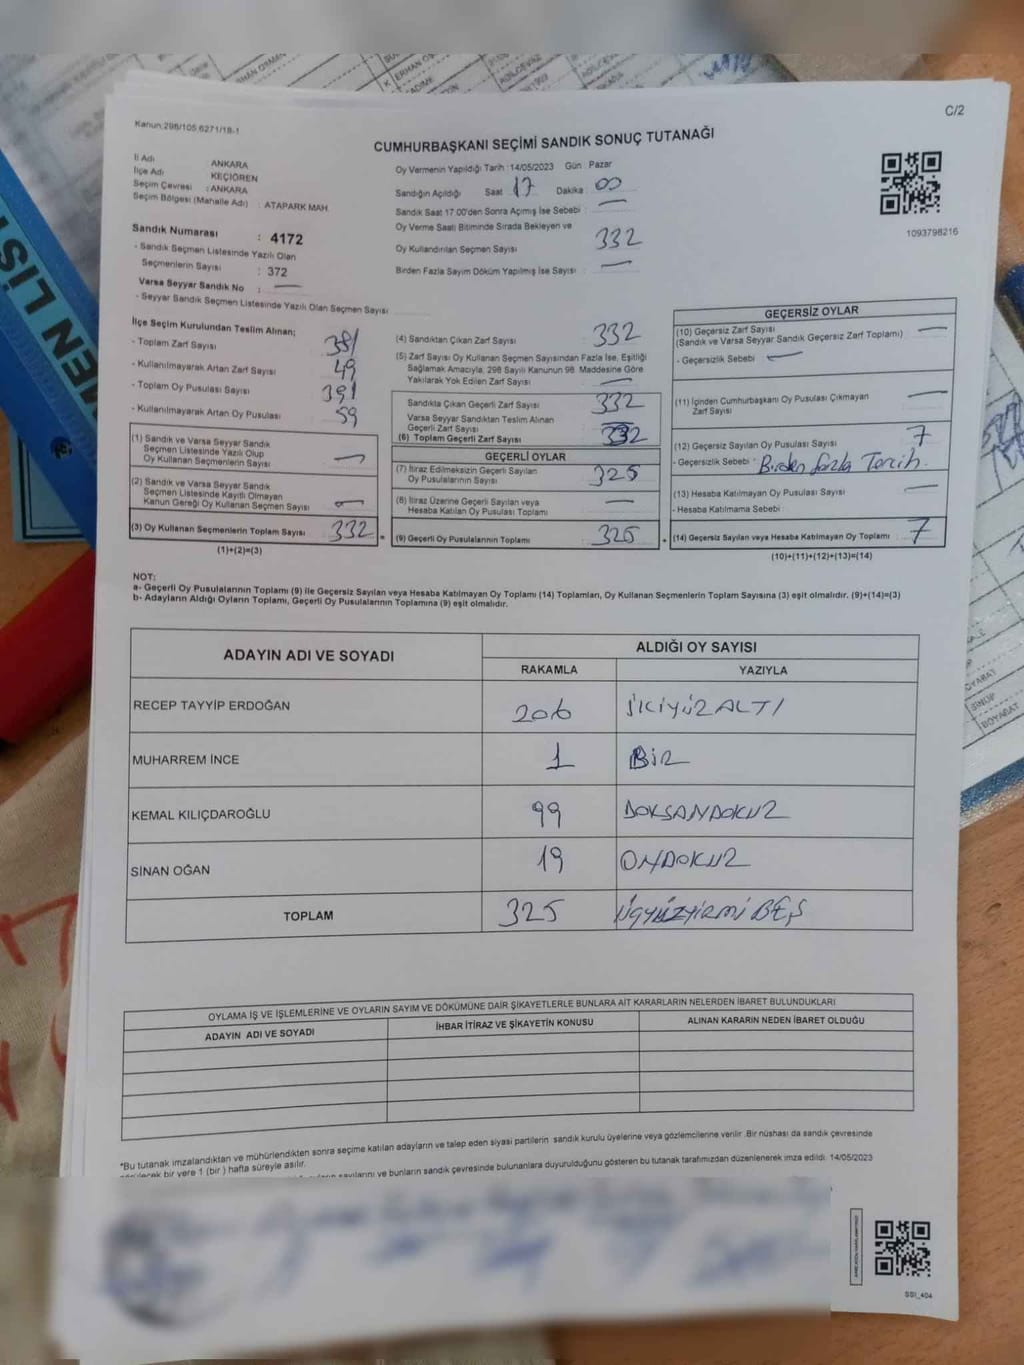 C/2
Kanun:298/105,6271/18-1
CUMHURBAŞKANI SEÇİMİ SANDIK SONUÇ TUTANAĞI
İl Adı ANKARA
İlçe Adı KEÇİÖREN
Seçim Çevresi : ANKARA
Seçim Bölgesi (Mahalle Adı) : ATAPARK MAH.
Sandık Numarası : 4172
- Sandık Seçmen Listesinde Yazılı Olan
Seçmenlerin Sayısı : 372
Varsa Seyyar Sandık No : —
- Seyyar Sandık Seçmen Listesinde Yazılı Olan Seçmen Sayısı
Oy Vermenin Yapıldığı Tarih :14/05/2023 Gün : Pazar
Sandığın Açıldığı Saat 17 Dakika : 00
Sandık Saat 17:00'den Sonra Açmış İse Sebebi : —
Oy Verme Saati Bitiminde Sırada Bekleyen ve
Oy Kullandırılan Seçmen Sayısı 332
Birden Fazla Sayım Döküm Yapılmış İse Sayısı : —
1093798216
İlçe Seçim Kurulundan Teslim Alınan;
- Toplam Zarf Sayısı 381
- Kullanılmayarak Artan Zarf Sayısı 49
- Toplam Oy Pusulası Sayısı 391
- Kullanılmayarak Artan Oy Pusulası 59
(1) Sandık ve Varsa Seyyar Sandık
Seçmen Listesinde Yazılı Olup
Oy Kullanan Seçmenlerin Sayısı —
(2) Sandık ve Varsa Seyyar Sandık
Seçmen Listesinde Kayıtlı Olmayan
Kanun Gereği Oy Kullanan Seçmen Sayısı —
(3) Oy Kullanan Seçmenlerin Toplam Sayısı 332
(1)+(2)=(3)
(4) Sandıktan Çıkan Zarf Sayısı 332
(5) Zarf Sayısı Oy Kullanan Seçmen Sayısından Fazla İse, Eşitliği
Sağlamak Amacıyla, 298 Sayılı Kanunun 98. Maddesine Göre
Yakılarak Yok Edilen Zarf Sayısı —
Sandıkta Çıkan Geçerli Zarf Sayısı 332
Varsa Seyyar Sandıktan Teslim Alınan
Geçerli Zarf Sayısı
(6) Toplam Geçerli Zarf Sayısı 332
GEÇERLİ OYLAR
(7) İtiraz Edilmeksizin Geçerli Sayılan
Oy Pusulasının Sayısı 325
(8) İtiraz Üzerine Geçerli Sayılan veya
Hesaba Katılan Oy Pusulası Toplamı —
(9) Geçerli Oy Pusulalarının Toplamı 325
GEÇERSİZ OYLAR
(10) Geçersiz Zarf Sayısı —
(Sandık ve Varsa Seyyar Sandık Geçersiz Zarf Toplamı)
- Geçersizlik Sebebi —
(11) İçinden Cumhurbaşkanı Oy Pusulası Çıkmayan —
Zarf Sayısı
(12) Geçersiz Sayılan Oy Pusulası Sayısı 7
- Geçersizlik Sebebi : Birden fazla Tercih.
(13) Hesaba Katılmayan Oy Pusulası Sayısı —
- Hesaba Katılmama Sebebi
(14) Geçersiz Sayılan veya Hesaba Katılmayan Oy Toplamı 7
(10)+(11)+(12)+(13)=(14)
NOT:
a- Geçerli Oy Pusulalarının Toplamı (9) ile Geçersiz Sayılan veya Hesaba Katılmayan Oy Toplamı (14) Toplamları, Oy Kullanan Seçmenlerin Toplam Sayısına (3) eşit olmalıdır. (9)+(14)=(3)
b- Adayların Aldığı Oyların Toplamı, Geçerli Oy Pusulalarının Toplamına (9) eşit olmalıdır.
ADAYIN ADI VE SOYADI ALDIĞI OY SAYISI
RAKAMLA YAZIYLA
RECEP TAYYİP ERDOĞAN 206 İKİYÜZALTI
MUHARREM İNCE 1 BİR
KEMAL KILIÇDAROĞLU 99 DOKSANDOKUZ
SİNAN OĞAN 19 ONDOKUZ
TOPLAM 325 ÜÇYÜZYİRMİBEŞ
OYLAMA İŞ VE İŞLEMLERİNE VE OYLARIN SAYIM VE DÖKÜMÜNE DAİR ŞİKAYETLERLE BUNLARA AİT KARARLARIN NELERDEN İBARET BULUNDUKLARI
ADAYIN ADI VE SOYADI İHBAR İTİRAZ VE ŞİKAYETİN KONUSU ALINAN KARARIN NEDEN İBARET OLDUĞU
*Bu tutanak imzalandıktan ve mühürlendikten sonra seçime katılan adayların ve talep eden siyasi partilerin sandık kurulu üyelerine veya gözlemcilerine verilir .Bir nüshası da sandık çevresinde
bir yere 1 (bir ) hafta süreyle asılır.
sayılarını ve bunların sandık çevresinde bulunanlara duyurulduğunu gösteren bu tutanak tarafımızdan düzenlenerek imza edildi. 14/05/2023
SSI_404